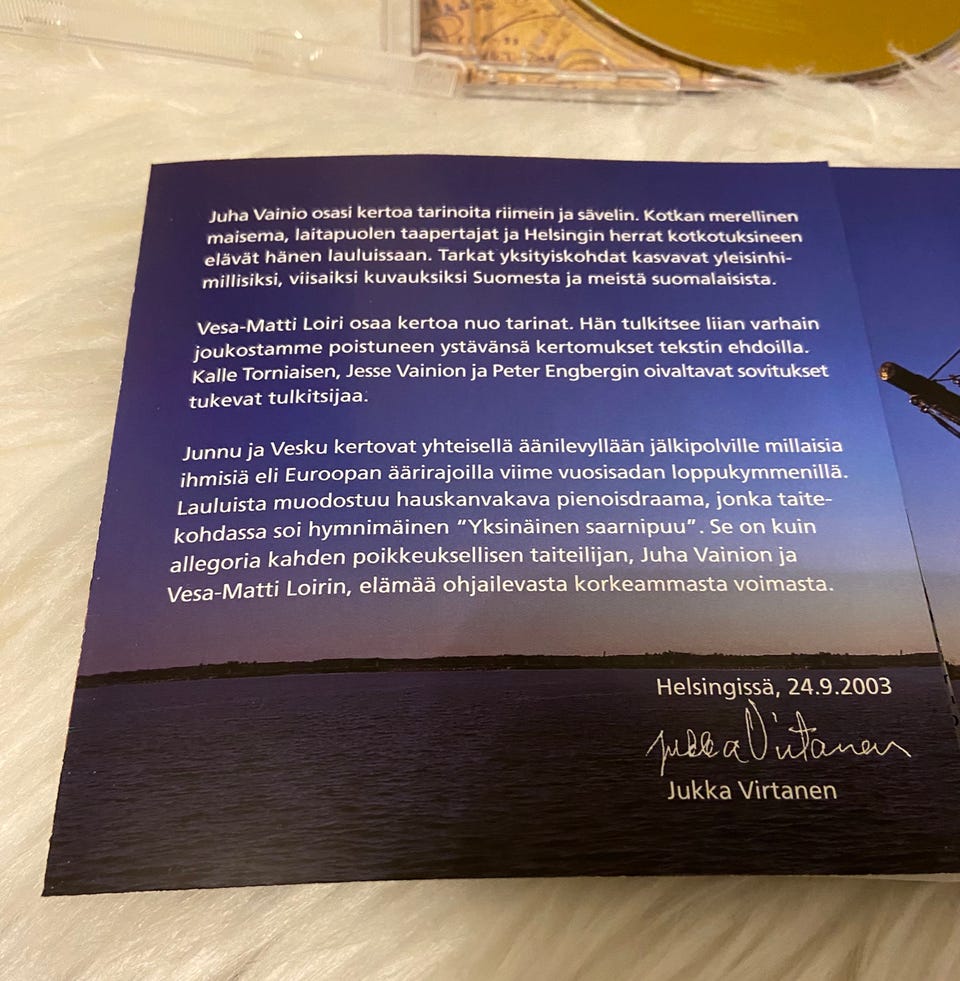 Juha Vainio osasi kertoa tarinoita riimein ja sävelin. Kotkan merellinen
maisema, laitapuolen taapertajat ja Helsingin herrat kotkotuksineen
elävät hänen lauluissaan. Tarkat yksityiskohdat kasvavat yleisinhi-
millisiksi, viisaiksi kuvauksiksi Suomesta ja meistä suomalaisista.
Vesa-Matti Loiri osaa kertoa nuo tarinat. Hän tulkitsee liian varhain
joukostamme poistuneen ystävänsä kertomukset tekstin ehdoilla.
Kalle Torniaisen, Jesse Vainion ja Peter Engbergin oivaltavat sovitukset
tukevat tulkitsijaa.
Junnu ja Vesku kertovat yhteisellä äänilevyllään jälkipolville millaisia
ihmisiä eli Euroopan äärirajoilla viime vuosisadan loppukymmenillä.
Lauluista muodostuu hauskanvakava pienoisdraama, jonka taite-
kohdassa soi hymnimäinen "Yksinäinen saarnipuu". Se on kuin
allegoria kahden poikkeuksellisen taiteilijan, Juha Vainion ja
Vesa-Matti Loirin, elämää ohjailevasta korkeammasta voimasta.
Helsingissä, 24.9.2003
Jukka Virtanen
Jukka Virtanen